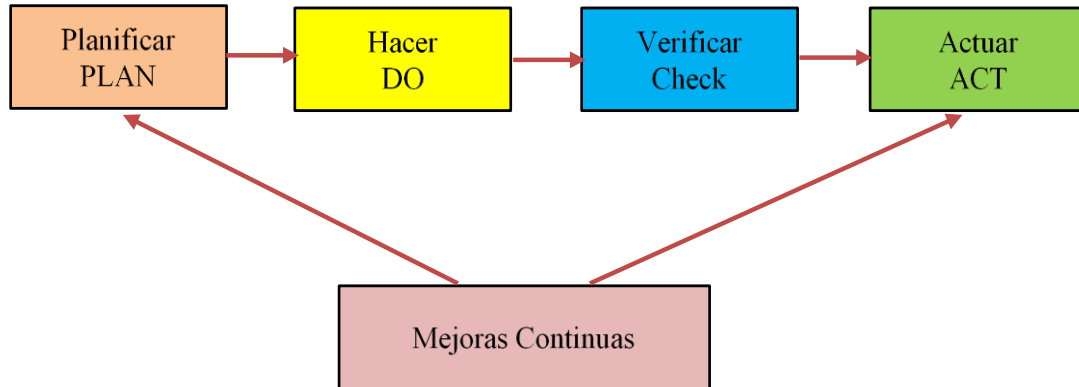 Planificar
PLAN
Hacer
DO
Verificar
Check
Actuar
ACT
Mejoras Continuas